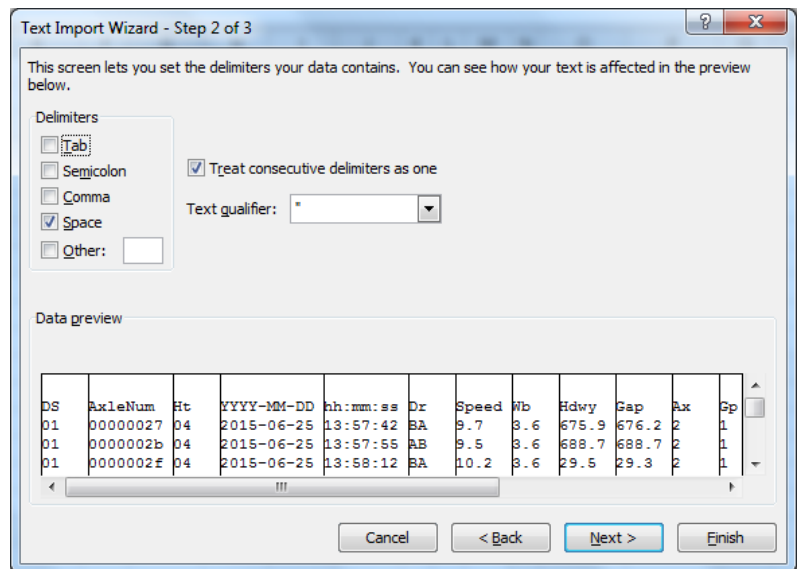 Text Import Wizard - Step 2 of 3
This screen lets you set the delimiters your data contains. You can see how your text is affected in the preview
below.
Delimiters
Tab
Semicolon
Comma
Space
Other:
Treat consecutive delimiters as one
Text qualifier: "
Data preview
DS AxleNum Ht YYYY-MM-DD hh:mm:ss Dr Speed Wb Hdwy Gap Ax Gp
01 00000027 04 2015-06-25 13:57:42 BA 9.7 3.6 675.9 676.2 2 1
01 0000002b 04 2015-06-25 13:57:55 AB 9.5 3.6 688.7 688.7 2 1
01 0000002f 04 2015-06-25 13:58:12 BA 10.2 3.6 29.5 29.3 2 1
Cancel < Back Next > Finish